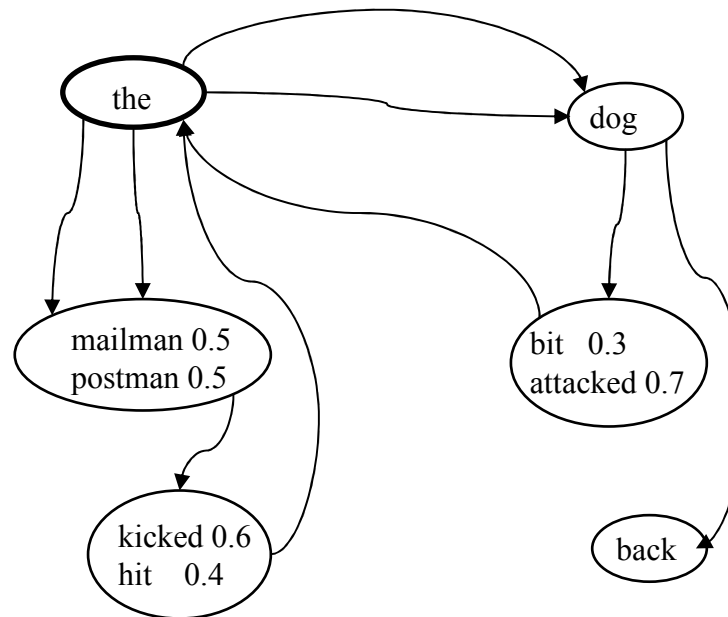 the
dog
mailman 0.5
postman 0.5
bit 0.3
attacked 0.7
kicked 0.6
hit 0.4
back